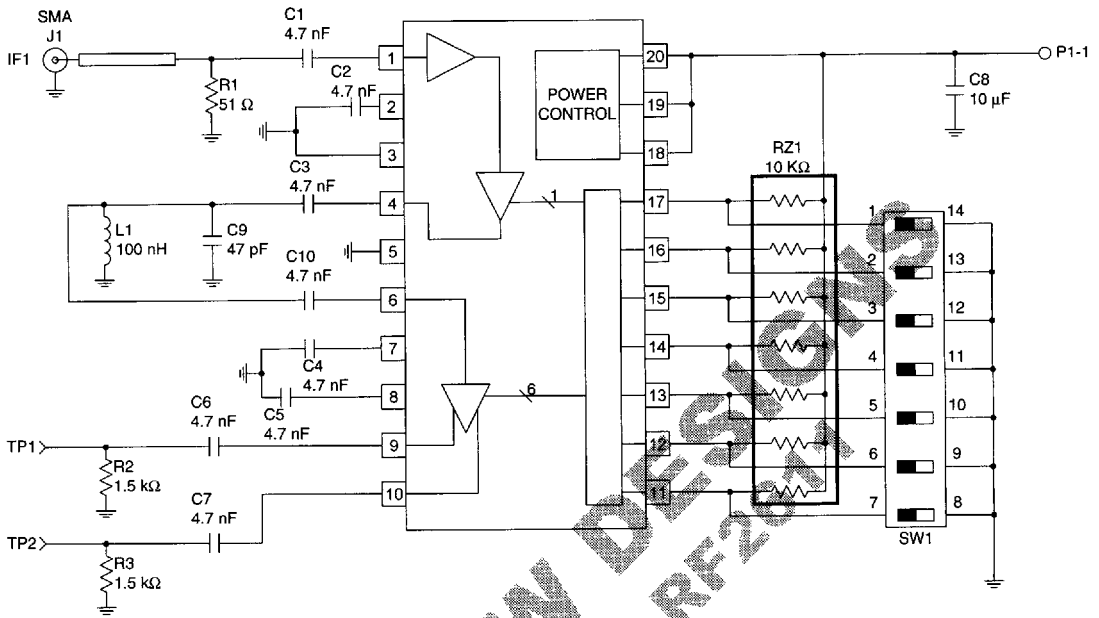 SMA
J1
IF1
R1
51 Ω
C1
4.7 nF
C2
4.7 nF
C3
4.7 nF
L1
100 nH
C9
47 pF
C10
4.7 nF
C4
4.7 nF
C5
4.7 nF
C6
4.7 nF
TP1
R2
1.5 kΩ
C7
4.7 nF
TP2
R3
1.5 kΩ
1
2
3
4
5
6
7
8
9
10
POWER
CONTROL
1
6
20
19
18
17
16
15
14
13
12
11
RZ1
10 KΩ
P1-1
C8
10 μF
1
2
3
4
5
6
7
14
13
12
11
10
9
8
SW1
W DESIGNS
RF2671